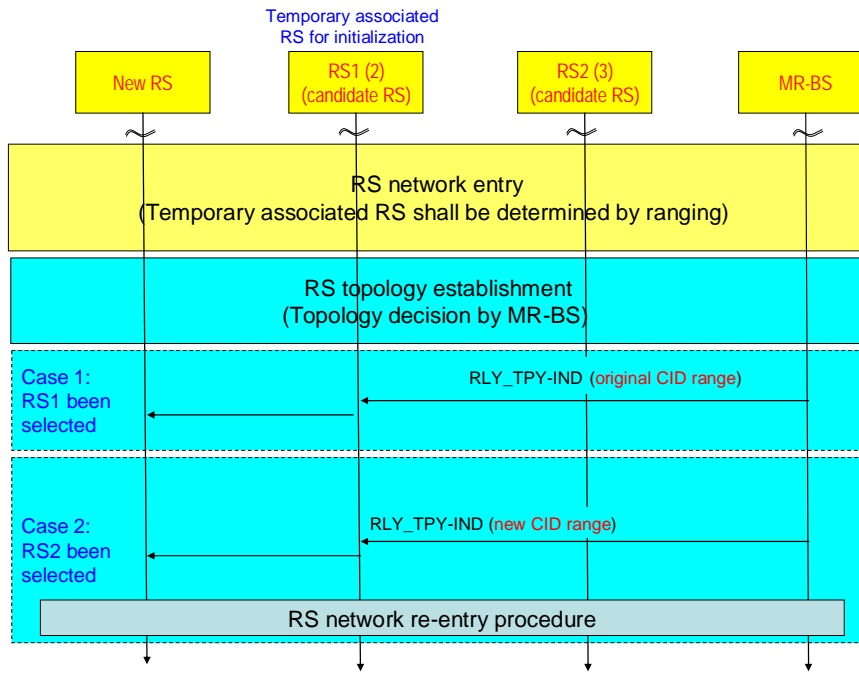 Temporary associated
RS for initialization
New RS
RS1 (2)
(candidate RS)
RS2 (3)
(candidate RS)
MR-BS
RS network entry
(Temporary associated RS shall be determined by ranging)
RS topology establishment
(Topology decision by MR-BS)
Case 1:
RS1 been
selected
RLY_TPY-IND (original CID range)
Case 2:
RS2 been
selected
RLY_TPY-IND (new CID range)
RS network re-entry procedure